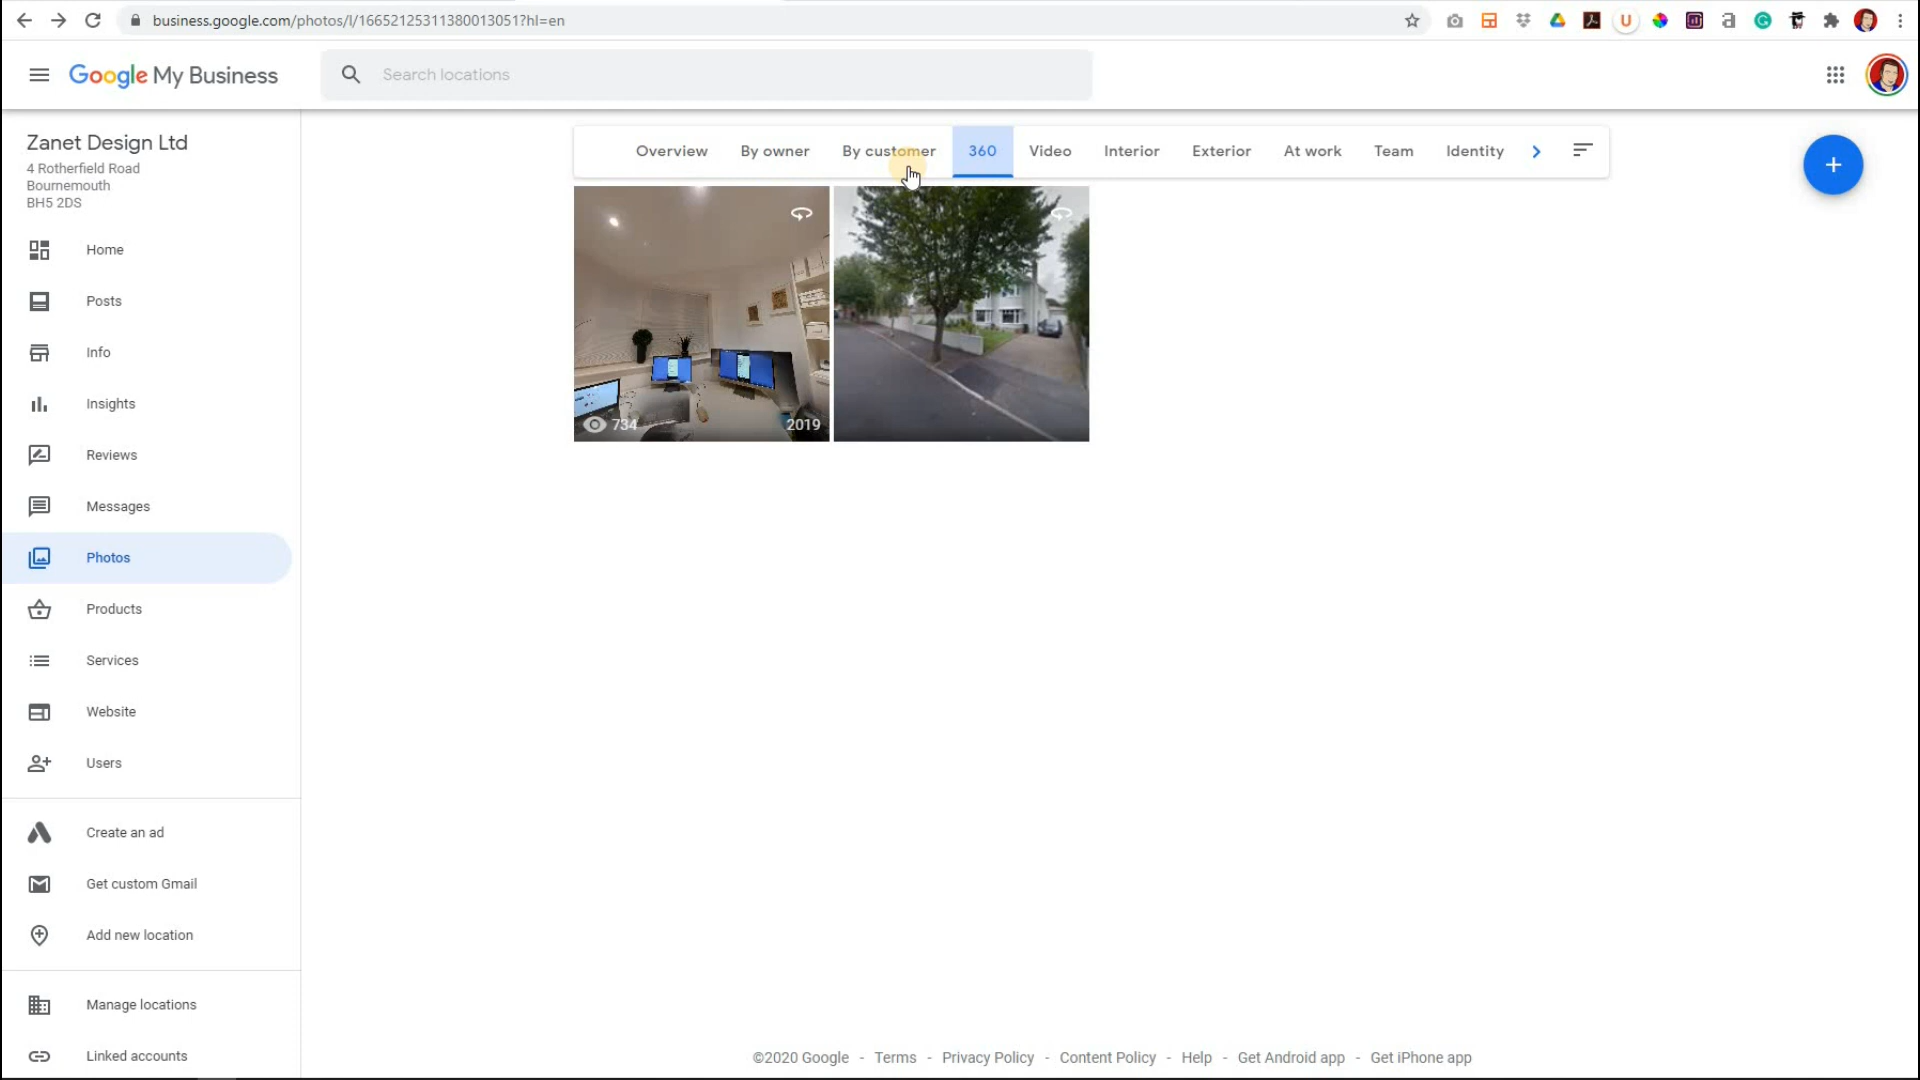 business.google.com/photos/l/16652125311380013051?hl=en
Google My Business
Search locations
Zanet Design Ltd
4 Rotherfield Road
Bournemouth
BH5 2DS
Home
Posts
Info
Insights
Reviews
Messages
Photos
Products
Services
Website
Users
Create an ad
Get custom Gmail
Add new location
Manage locations
Linked accounts
Overview By owner By customer 360 Video Interior Exterior At work Team Identity
734 2019
©2020 Google - Terms - Privacy Policy - Content Policy - Help - Get Android app - Get iPhone app